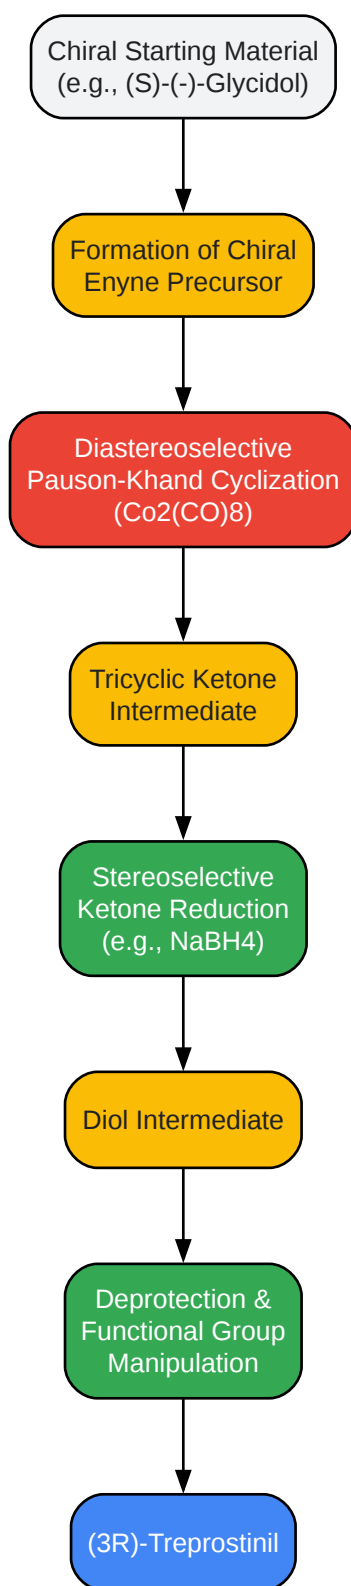 Chiral Starting Material
(e.g., (S)-(-)-Glycidol)
Formation of Chiral
Enyne Precursor
Diastereoselective
Pauson-Khand Cyclization
(Co2(CO)8)
Tricyclic Ketone
Intermediate
Stereoselective
Ketone Reduction
(e.g., NaBH4)
Diol Intermediate
Deprotection &
Functional Group
Manipulation
(3R)-Treprostinil